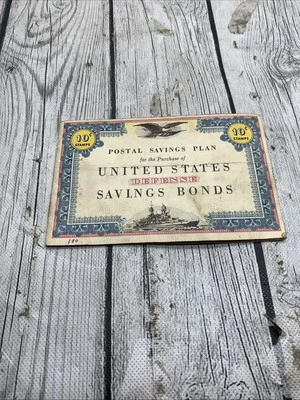 10¢ STAMPS
10¢ STAMPS
POSTAL SAVINGS PLAN
for the Purchase of
UNITED STATES
DEFENSE
SAVINGS BONDS